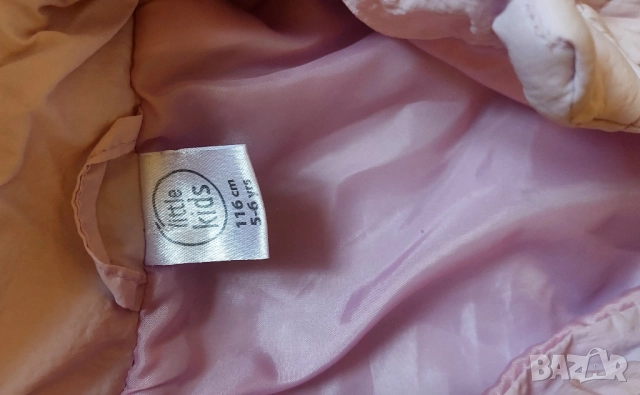 little
kids
116 cm
5-6 yrs
BAZAR